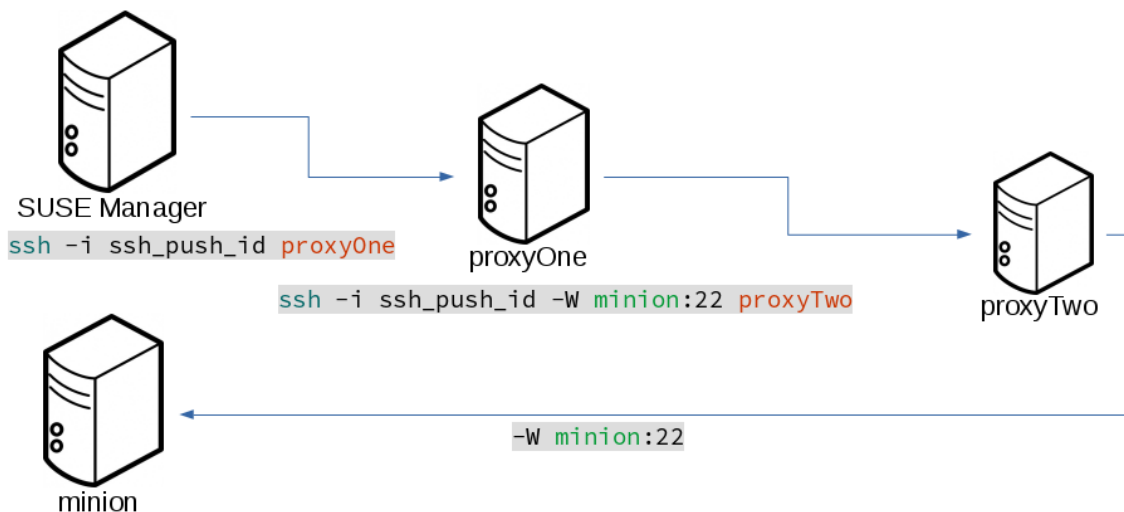 SUSE Manager
ssh -i ssh_push_id proxyOne
proxyOne
ssh -i ssh_push_id -W minion:22 proxyTwo
proxyTwo
-W minion:22
minion